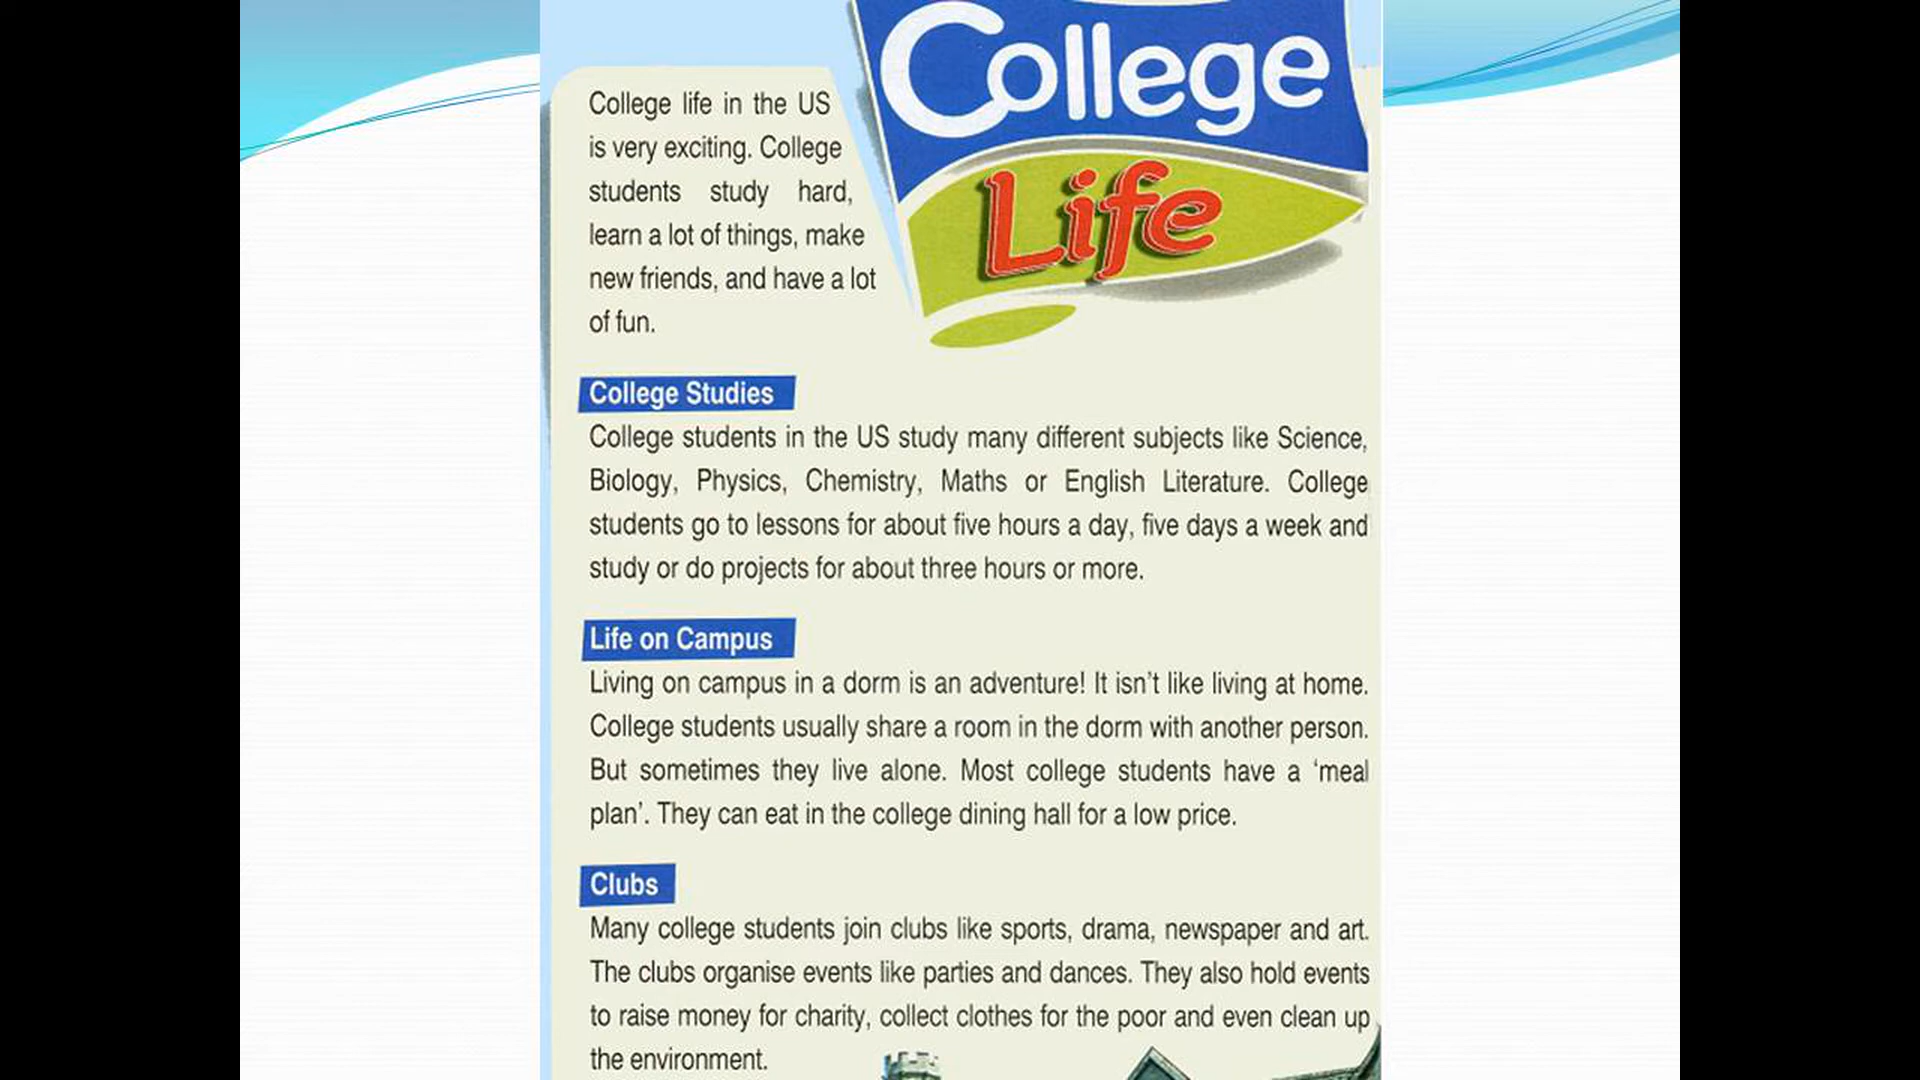 College
Life
College life in the US
is very exciting. College
students study hard,
learn a lot of things, make
new friends, and have a lot
of fun.
College Studies
College students in the US study many different subjects like Science,
Biology, Physics, Chemistry, Maths or English Literature. College
students go to lessons for about five hours a day, five days a week and
study or do projects for about three hours or more.
Life on Campus
Living on campus in a dorm is an adventure! It isn’t like living at home.
College students usually share a room in the dorm with another person.
But sometimes they live alone. Most college students have a ‘meal
plan’. They can eat in the college dining hall for a low price.
Clubs
Many college students join clubs like sports, drama, newspaper and art.
The clubs organise events like parties and dances. They also hold events
to raise money for charity, collect clothes for the poor and even clean up
the environment.